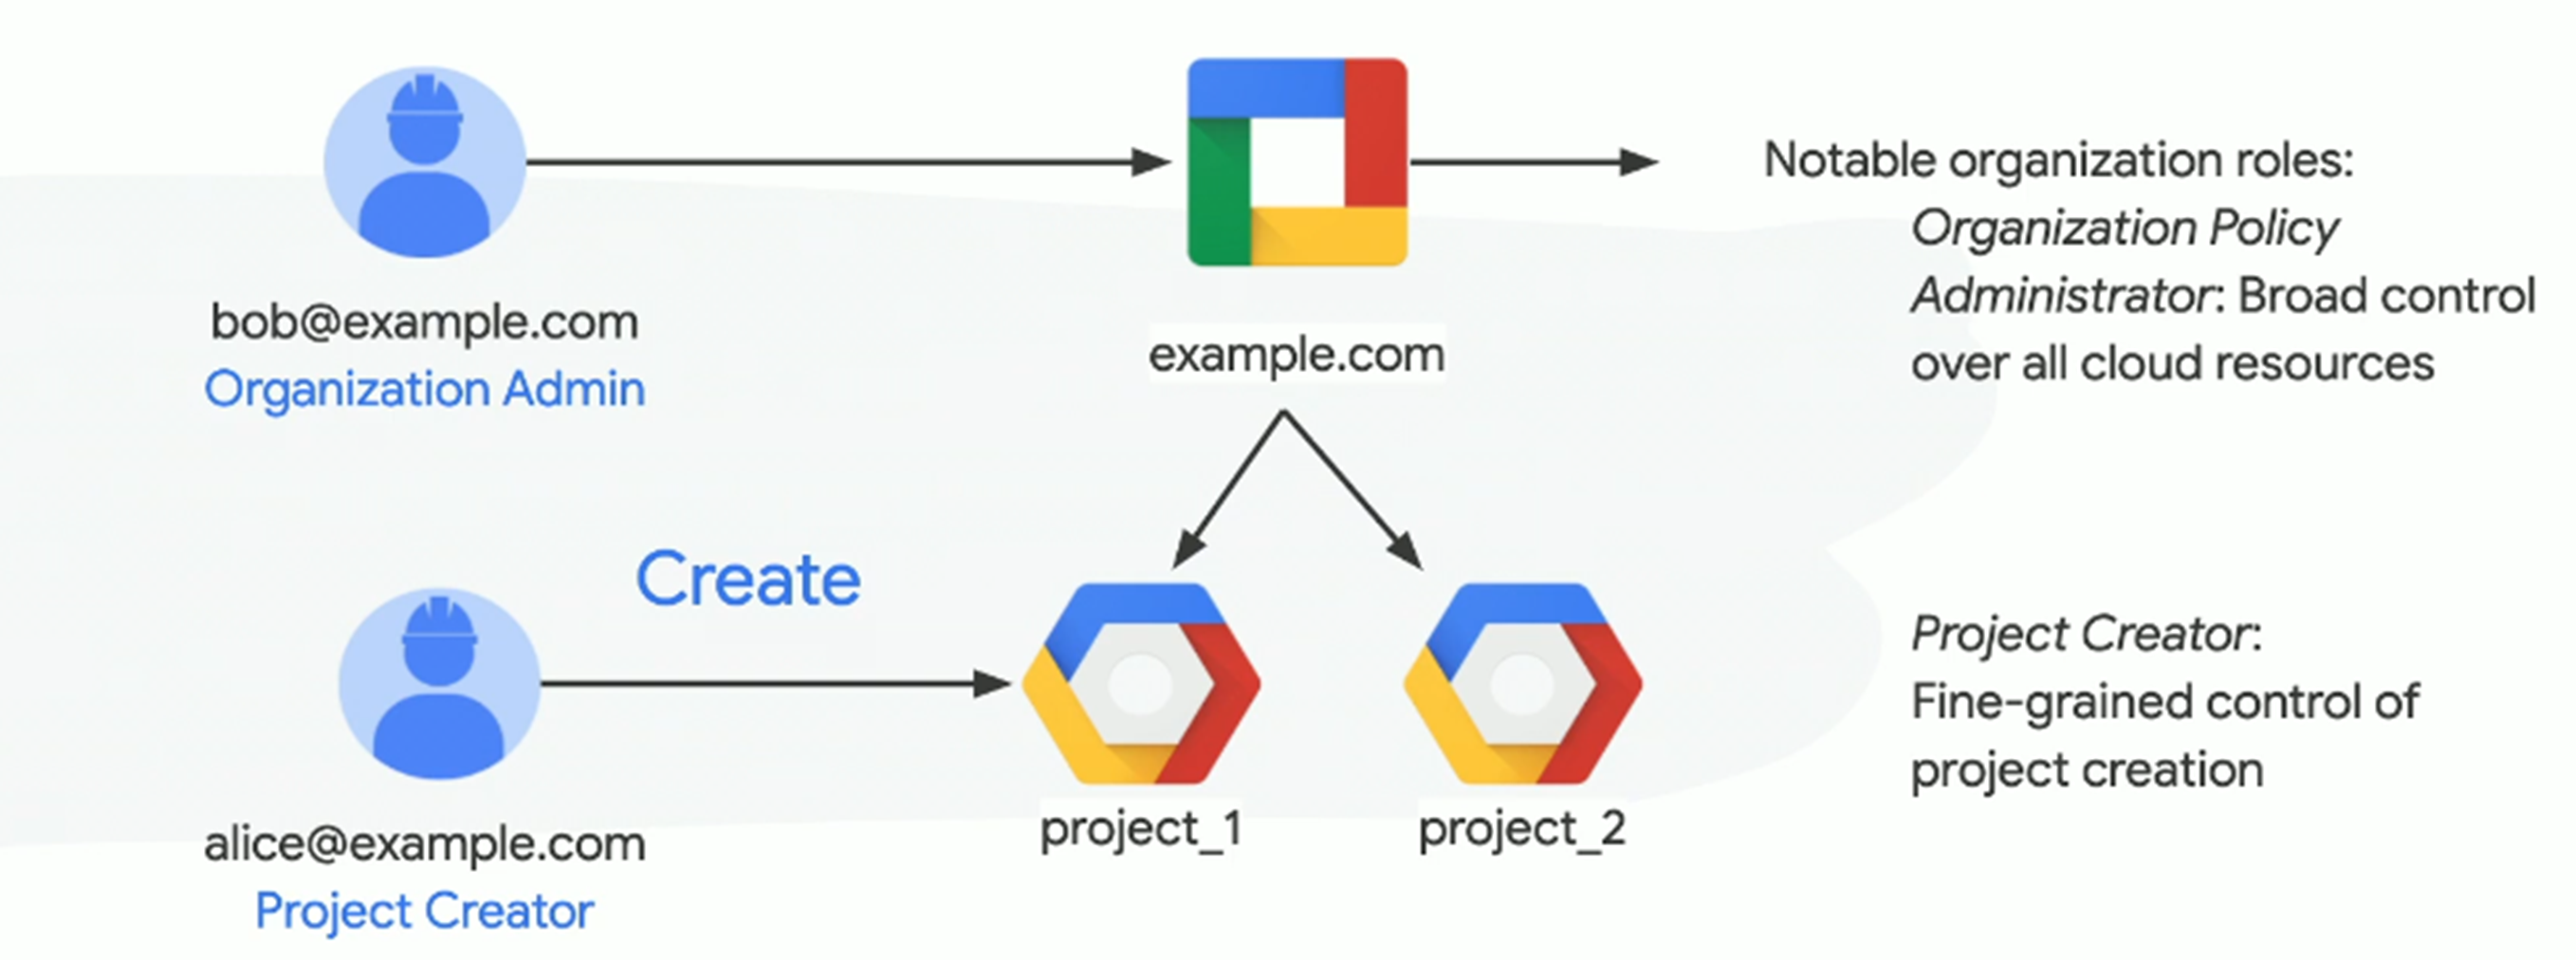 bob@example.com
Organization Admin
example.com
Notable organization roles:
Organization Policy
Administrator: Broad control
over all cloud resources
Create
alice@example.com
Project Creator
project_1
project_2
Project Creator:
Fine-grained control of
project creation